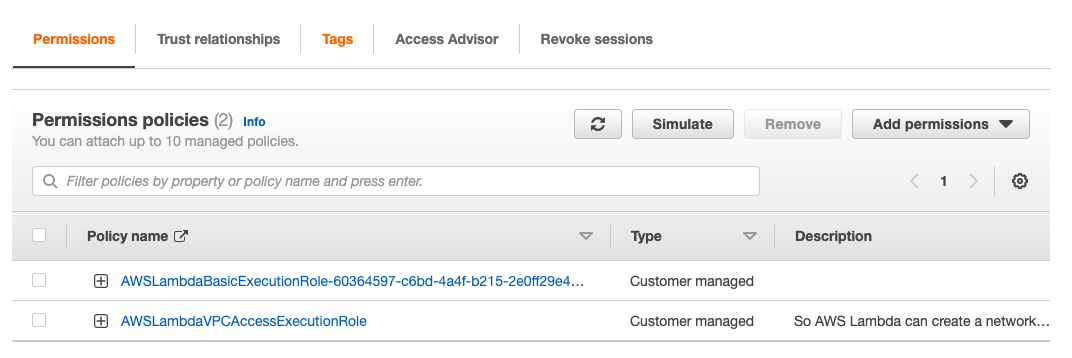 Permissions Trust relationships Tags Access Advisor Revoke sessions
Permissions policies (2) Info
You can attach up to 10 managed policies.
Simulate Remove Add permissions
Filter policies by property or policy name and press enter.
1
Policy name Type Description
AWSLambdaBasicExecutionRole-60364597-c6bd-4a4f-b215-2e0ff29e4... Customer managed
AWSLambdaVPCAccessExecutionRole Customer managed So AWS Lambda can create a network...